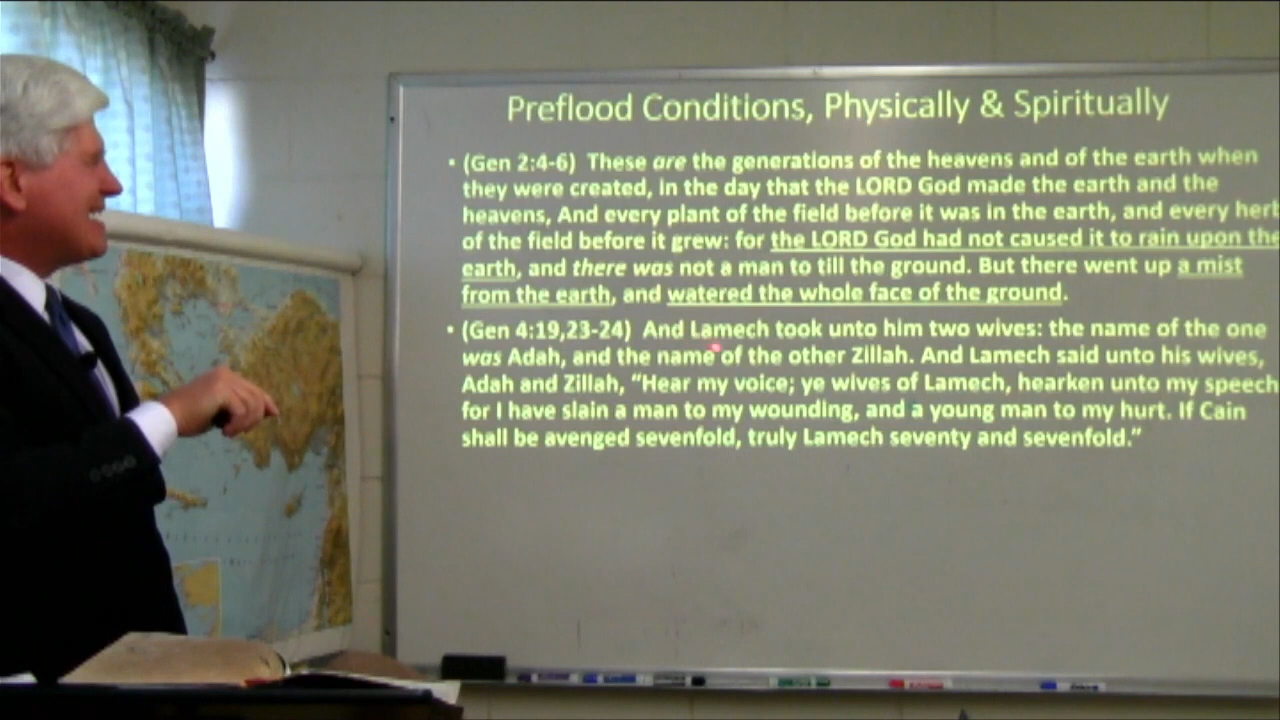 Preflood Conditions, Physically & Spiritually
• (Gen 2:4-6) These are the generations of the heavens and of the earth when
they were created, in the day that the LORD God made the earth and the
heavens, And every plant of the field before it was in the earth, and every herb
of the field before it grew: for the LORD God had not caused it to rain upon the
earth, and there was not a man to till the ground. But there went up a mist
from the earth, and watered the whole face of the ground.
• (Gen 4:19,23-24) And Lamech took unto him two wives: the name of the one
was Adah, and the name of the other Zillah. And Lamech said unto his wives,
Adah and Zillah, “Hear my voice; ye wives of Lamech, hearken unto my speech
for I have slain a man to my wounding, and a young man to my hurt. If Cain
shall be avenged sevenfold, truly Lamech seventy and sevenfold.”